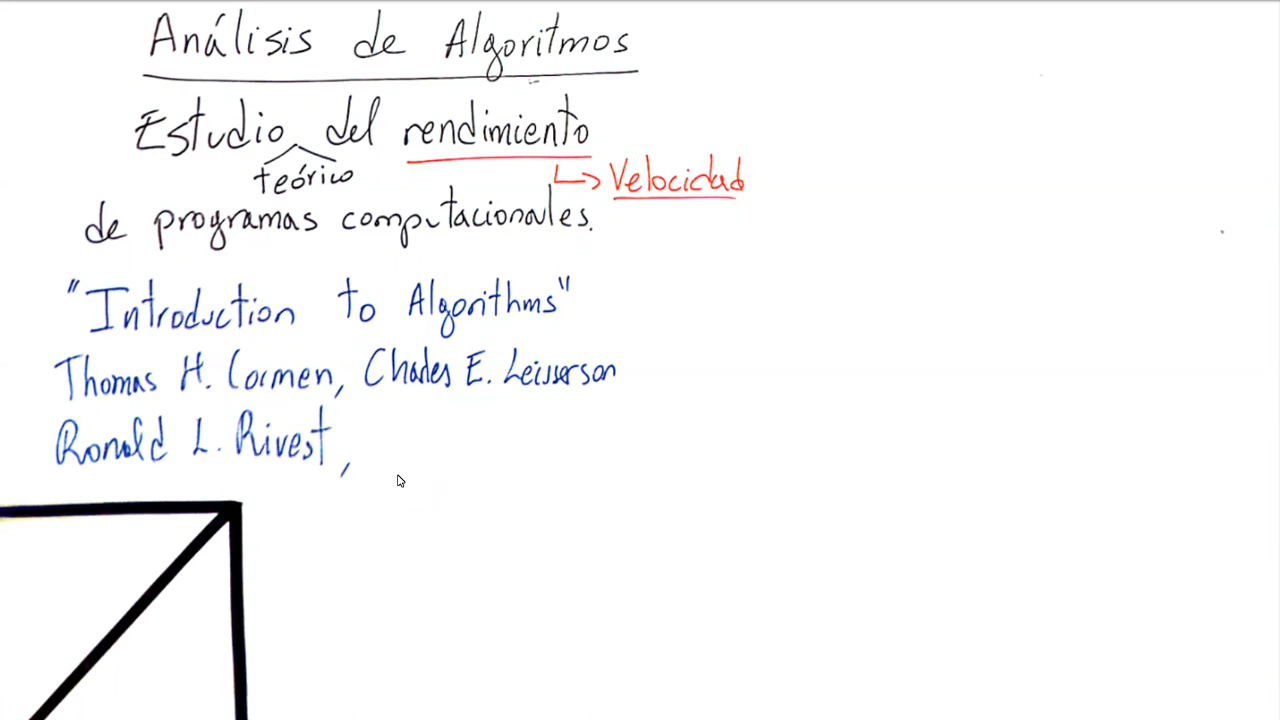 Análisis de Algoritmos
Estudio del rendimiento
teórico
Velocidad
de programas computacionales.
"Introduction to Algorithms"
Thomas H. Cormen, Charles E. Leisserson
Ronald L. Rivest,